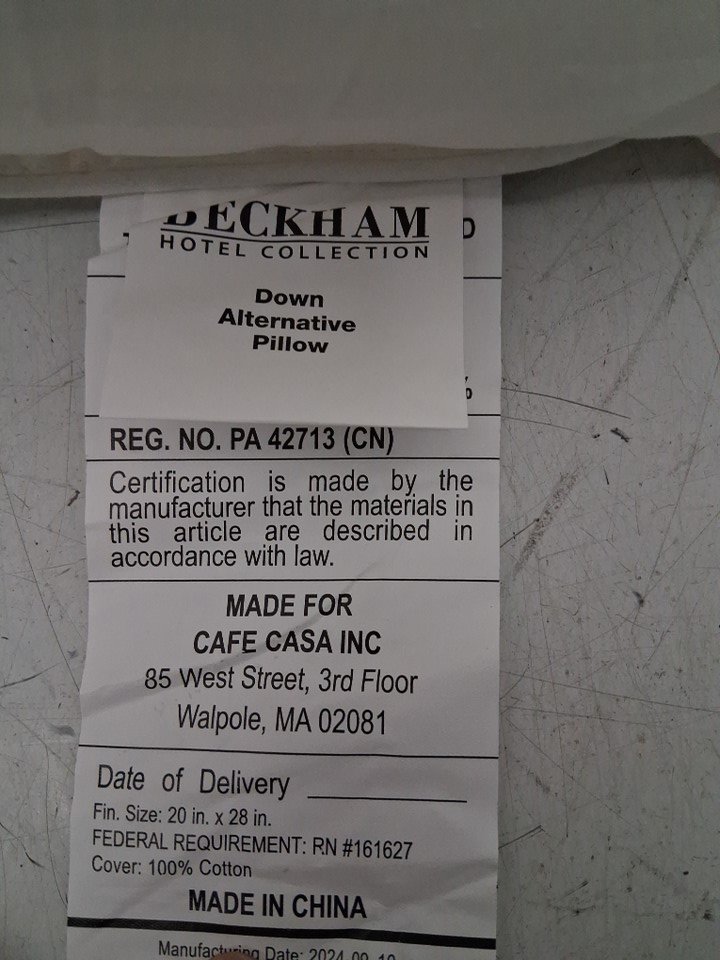 BECKHAM
HOTEL COLLECTION
Down
Alternative
Pillow
REG. NO. PA 42713 (CN)
Certification is made by the
manufacturer that the materials in
this article are described in
accordance with law.
MADE FOR
CAFE CASA INC
85 West Street, 3rd Floor
Walpole, MA 02081
Date of Delivery
Fin. Size: 20 in. x 28 in.
FEDERAL REQUIREMENT: RN #161627
Cover: 100% Cotton
MADE IN CHINA
Manufacturing Date: